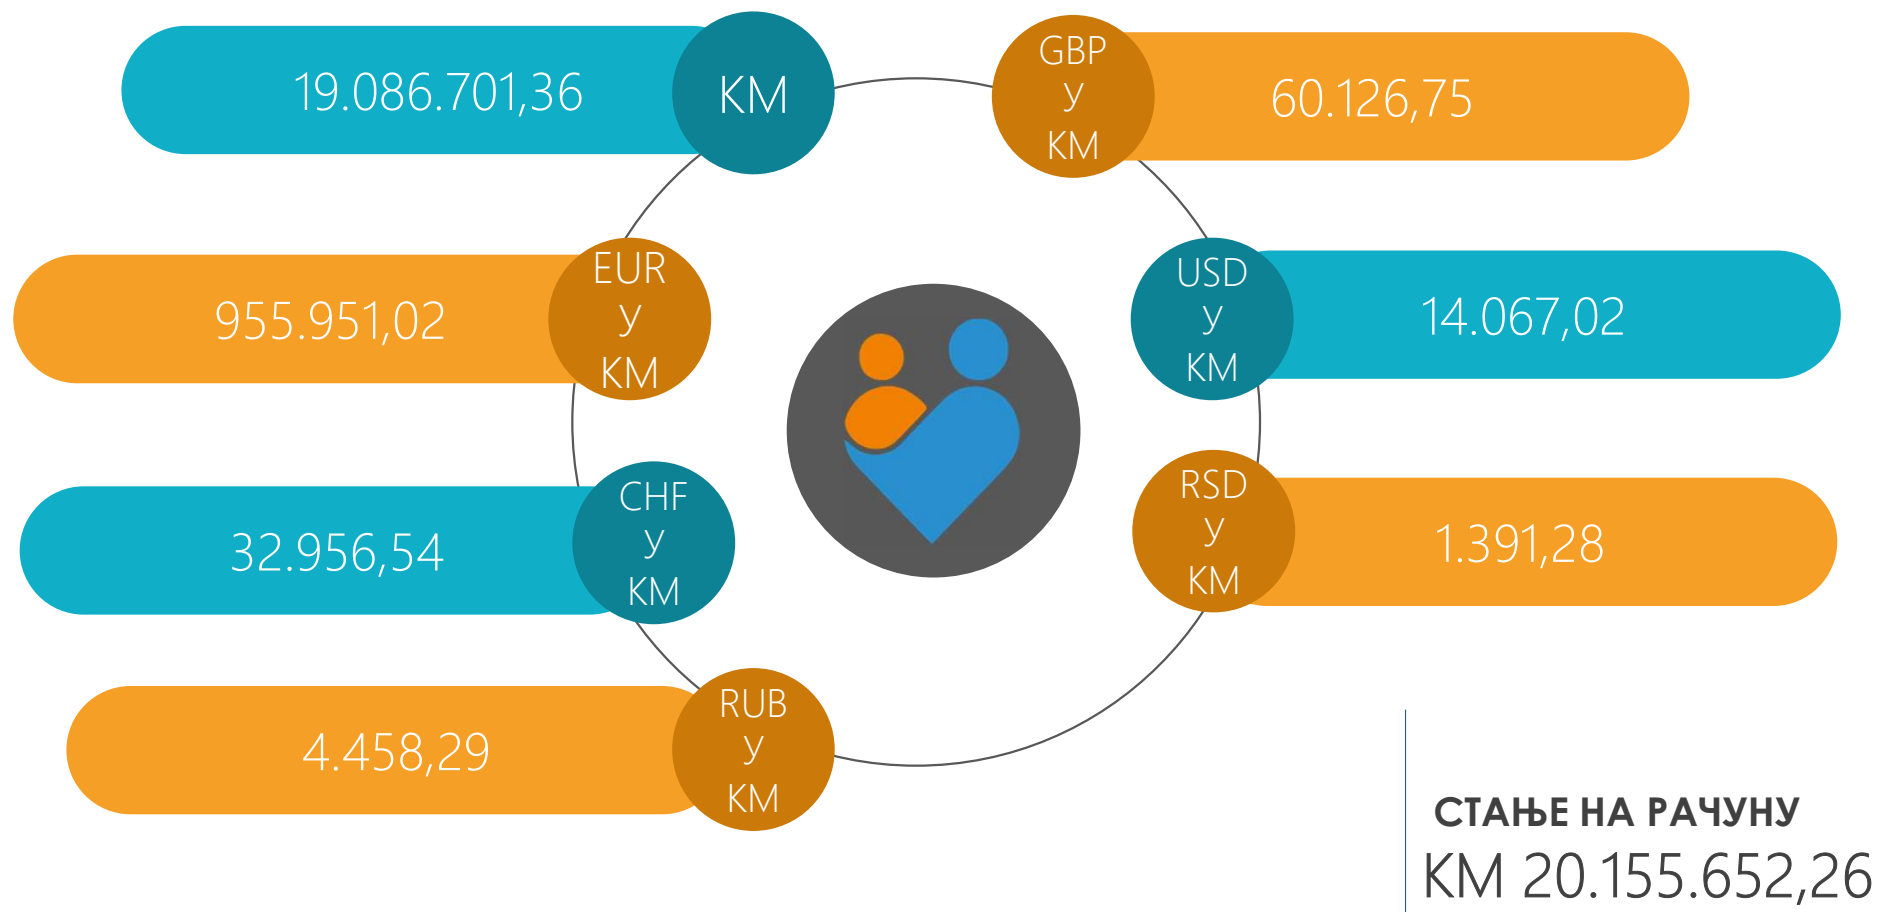 19.086.701,36
КМ
GBP
у
КМ
60.126,75
955.951,02
EUR
у
КМ
USD
у
КМ
14.067,02
32.956,54
CHF
у
КМ
RSD
у
КМ
1.391,28
4.458,29
RUB
у
КМ
СТАЊЕ НА РАЧУНУ
КМ 20.155.652,26